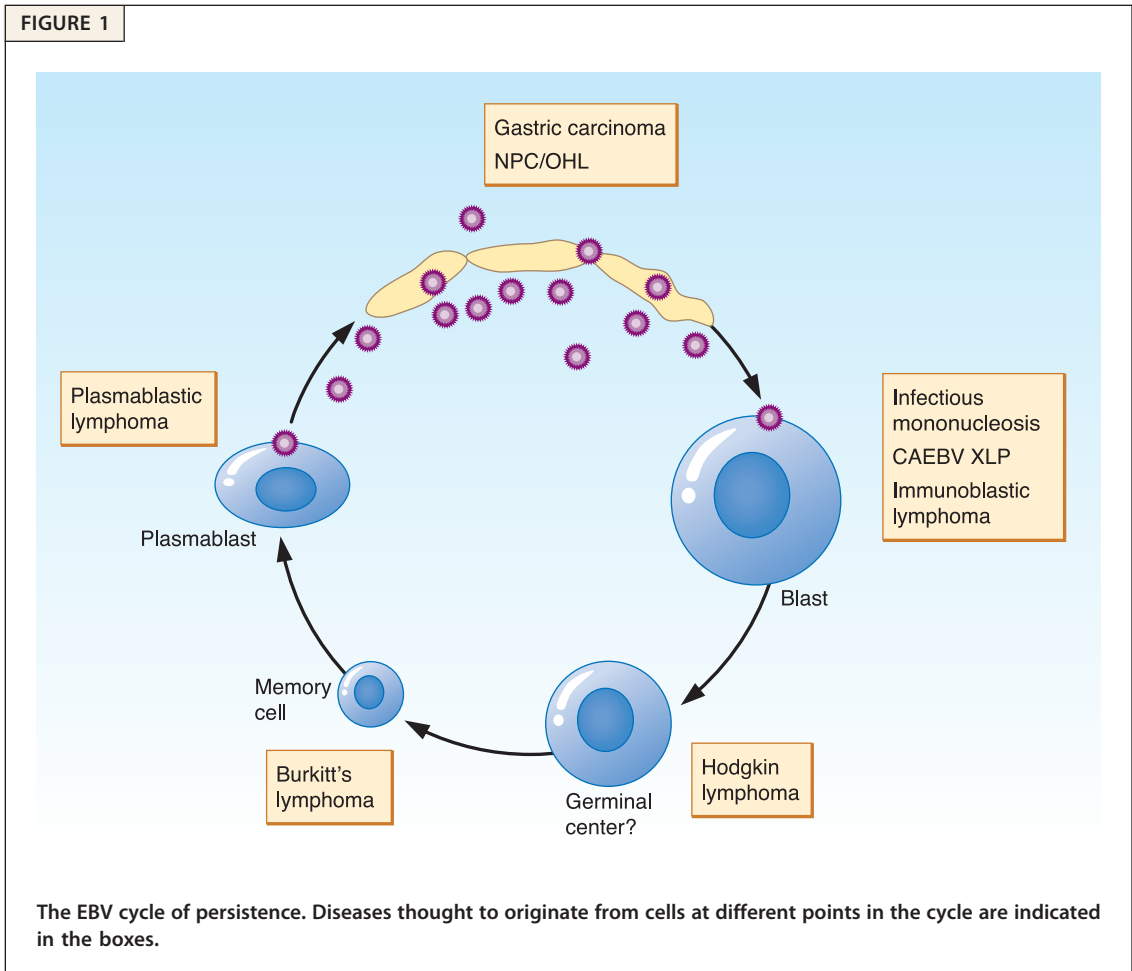 FIGURE 1
Gastric carcinoma
NPC/OHL
Plasmablastic
lymphoma
Infectious
mononucleosis
CAEBV XLP
Immunoblastic
lymphoma
Plasmablast
Blast
Memory
cell
Burkitt's
lymphoma
Germinal
center?
Hodgkin
lymphoma
The EBV cycle of persistence. Diseases thought to originate from cells at different points in the cycle are indicated
in the boxes.